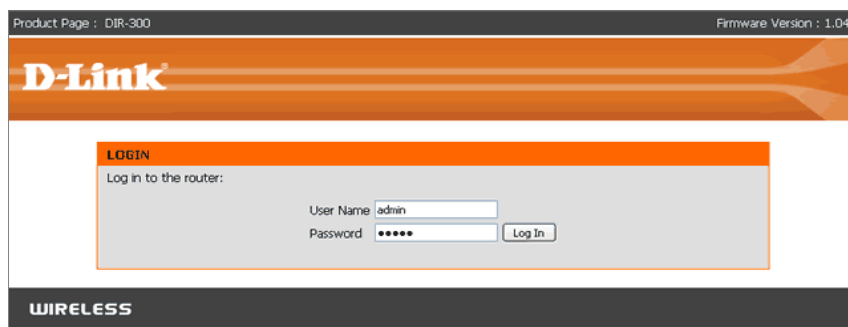 Product Page : DIR-300 Firmware Version : 1.04
D-Link
LOGIN
Log in to the router:
User Name admin
Password ••••• Log In
WIRELESS